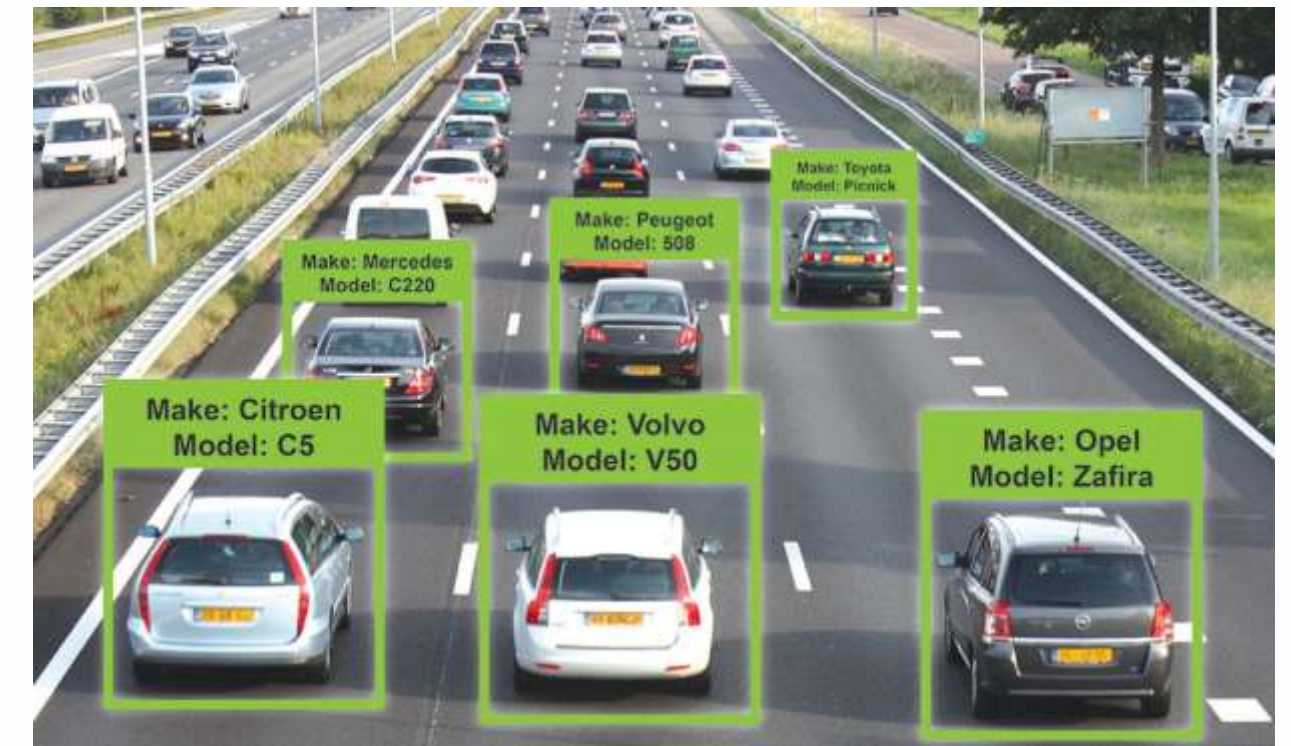 Make: Toyota
Model: Picnick
Make: Peugeot
Model: 508
Make: Mercedes
Model: C220
Make: Citroen
Model: C5
Make: Volvo
Model: V50
Make: Opel
Model: Zafira